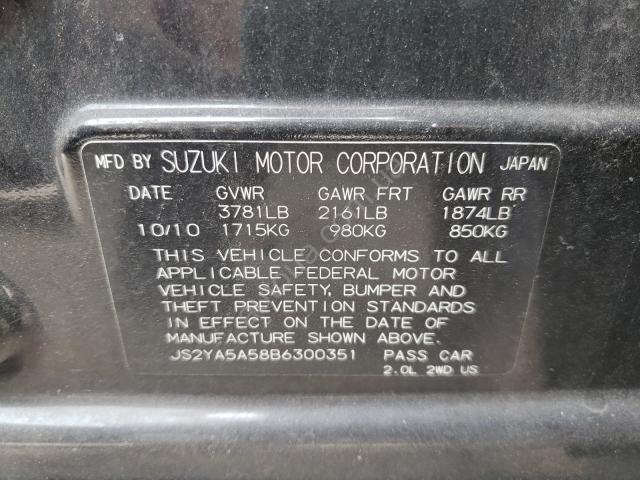 MFD BY SUZUKI MOTOR CORPORATION JAPAN
DATE GVWR GAWR FRT GAWR RR
3781LB 2161LB 1874LB
10/10 1715KG 980KG 850KG
THIS VEHICLE CONFORMS TO ALL
APPLICABLE FEDERAL MOTOR
VEHICLE SAFETY, BUMPER AND
THEFT PREVENTION STANDARDS
IN EFFECT ON THE DATE OF
MANUFACTURE SHOWN ABOVE.
JS2YA5A58B6300351 PASS CAR
2.0L 2WD US